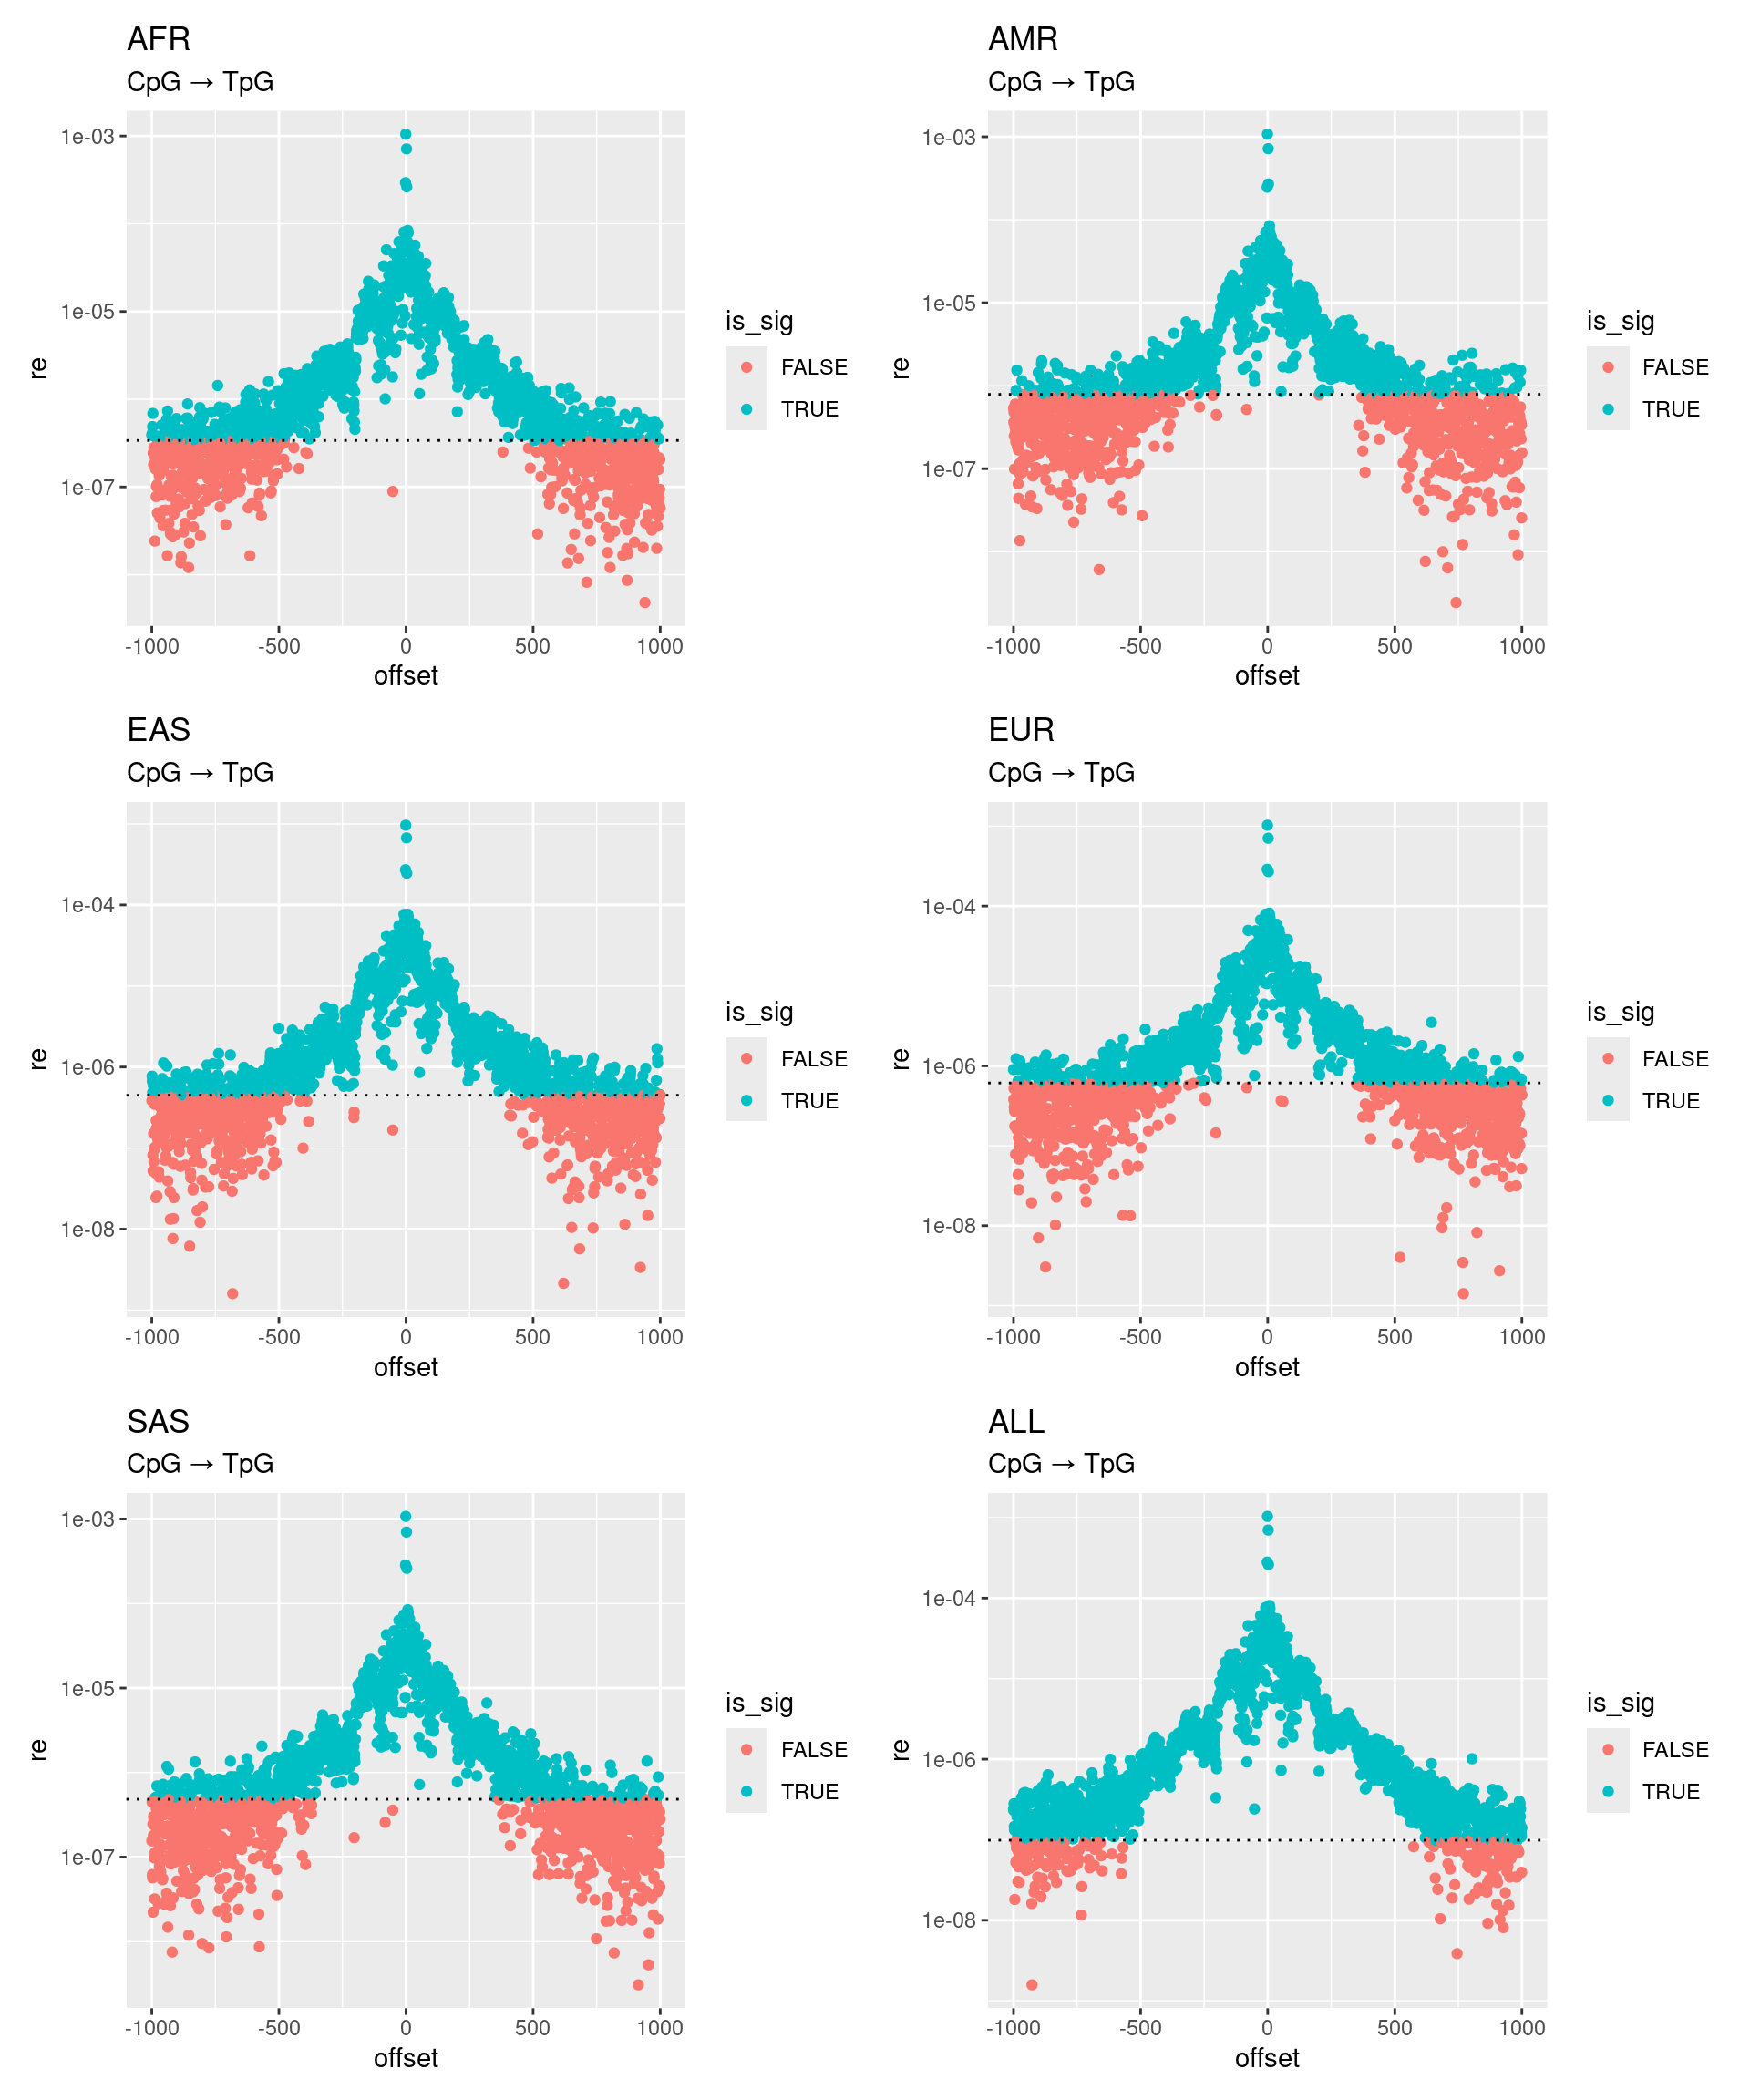 AFR
CpG → TpG
1e-03
1e-05
1e-07
re
-1000 -500 0 500 1000
offset
is_sig
FALSE
TRUE
AMR
CpG → TpG
1e-03
1e-05
1e-07
re
-1000 -500 0 500 1000
offset
is_sig
FALSE
TRUE
EAS
CpG → TpG
1e-04
1e-06
1e-08
re
-1000 -500 0 500 1000
offset
is_sig
FALSE
TRUE
EUR
CpG → TpG
1e-04
1e-06
1e-08
re
-1000 -500 0 500 1000
offset
is_sig
FALSE
TRUE
SAS
CpG → TpG
1e-03
1e-05
1e-07
re
-1000 -500 0 500 1000
offset
is_sig
FALSE
TRUE
ALL
CpG → TpG
1e-04
1e-06
1e-08
re
-1000 -500 0 500 1000
offset
is_sig
FALSE
TRUE